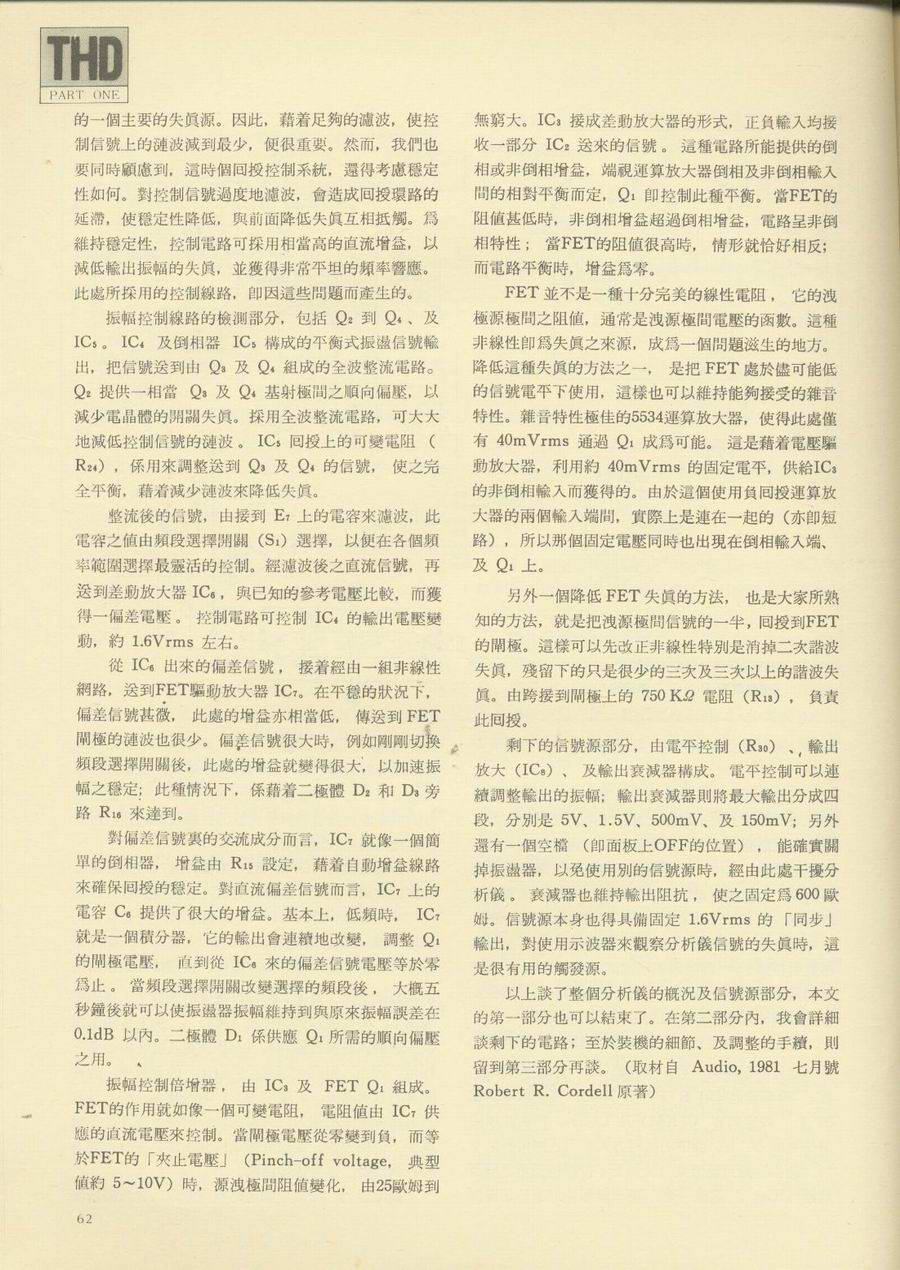 THD
PART ONE
的一個主要的失眞源。因此，藉着足夠的濾波，使控
制信號上的漣波減到最少，便很重要。然而，我們也
要同時顧慮到，這時個回授控制系統，還得考慮穩定
性如何。對控制信號過度地濾波，會造成回授環路的
延滯，使穩定性降低，與前面降低失眞互相抵觸。爲
維持穩定性，控制電路可採用相當高的直流增益，以
減低輸出振幅的失眞，並獲得非常平坦的頻率響應。
此處所採用的控制線路，卽因這些問題而產生的。
振幅控制線路的檢測部分，包括 Q₂ 到 Q₄ 、及
IC₅ 。 IC₄ 及倒相器 IC₅ 構成的平衡式振盪信號輸
出，把信號送到由 Q₃ 及 Q₄ 組成的全波整流電路。
Q₂ 提供一相當 Q₃ 及 Q₄ 基射極間之順向偏壓，以
減少電晶體的開關失眞。採用全波整流電路，可大大
地減低控制信號的漣波 。 IC₅ 回授上的可變電阻 （
R₂₄），係用來調整送到 Q₃ 及 Q₄ 的信號， 使之完
全平衡，藉着減少漣波來降低失眞。
整流後的信號，由接到 E₇ 上的電容來濾波，此
電容之值由頻段選擇開關（S₁）選擇，以便在各個頻
率範圍選擇最靈活的控制。經濾波後之直流信號，再
送到差動放大器 IC₆ ，與已知的參考電壓比較，而獲
得一偏差電壓 。 控制電路可控制 IC₄ 的輸出電壓變
動，約 1.6Vrms 左右。
從 IC₆ 出來的偏差信號， 接着經由一組非線性
網路，送到FET驅動放大器 IC₇。在平穩的狀況下，
偏差信號甚微， 此處的增益亦相當低， 傳送到 FET
閘極的漣波也很少。偏差信號很大時，例如剛剛切換
頻段選擇開關後，此處的增益就變得很大，以加速振
幅之穩定；此種情況下，係藉着二極體 D₂ 和 D₃ 旁
路 R₁₆ 來達到。
對偏差信號裏的交流成分而言，IC₇ 就像一個簡
單的倒相器， 增益由 R₁₅ 設定， 藉着自動增益線路
來確保回授的穩定。對直流偏差信號而言，IC₇ 上的
電容 C₆ 提供了很大的增益。基本上，低頻時， IC₇
就是一個積分器，它的輸出會連續地改變， 調整 Q₁
的閘極電壓， 直到從 IC₆ 來的偏差信號電壓等於零
爲止 。 當頻段選擇開關改變選擇的頻段後 ， 大概五
秒鐘後就可以使振盪器振幅維持到與原來振幅誤差在
0.1dB 以內。二極體 D₁ 係供應 Q₁ 所需的順向偏壓
之用。
振幅控制倍增器， 由 IC₃ 及 FET Q₁ 組成。
FET的作用就如像一個可變電阻， 電阻値由 IC₇ 供
應的直流電壓來控制。當閘極電壓從零變到負，而等
於FET的「夾止電壓」（Pinch-off voltage， 典型
値約 5～10V）時，源洩極間阻値變化， 由25歐姆到
無窮大。IC₃ 接成差動放大器的形式，正負輸入均接
收一部分 IC₂ 送來的信號 。 這種電路所能提供的倒
相或非倒相增益，端視運算放大器倒相及非倒相輸入
間的相對平衡而定，Q₁ 卽控制此種平衡。當FET的
阻値甚低時，非倒相增益超過倒相增益，電路呈非倒
相特性； 當FET的阻値很高時， 情形就恰好相反；
而電路平衡時，增益爲零。
FET 並不是一種十分完美的線性電阻， 它的洩
極源極間之阻値，通常是洩源極間電壓的函數。這種
非線性卽爲失眞之來源，成爲一個問題滋生的地方。
降低這種失眞的方法之一， 是把 FET 處於儘可能低
的信號電平下使用，這樣也可以維持能夠接受的雜音
特性。雜音特性極佳的5534運算放大器，使得此處僅
有 40mVrms 通過 Q₁ 成爲可能。 這是藉着電壓驅
動放大器，利用約 40mVrms 的固定電平，供給IC₃
的非倒相輸入而獲得的。由於這個使用負回授運算放
大器的兩個輸入端間，實際上是連在一起的（亦卽短
路），所以那個固定電壓同時也出現在倒相輸入端、
及 Q₁ 上。
另外一個降低 FET 失眞的方法， 也是大家所熟
知的方法，就是把洩源極間信號的一半，回授到FET
的閘極。這樣可以先改正非線性特別是消掉二次諧波
失眞，殘留下的只是很少的三次及三次以上的諧波失
眞。由跨接到閘極上的 750 KΩ 電阻（R₁₃）， 負責
此回授。
剩下的信號源部分，由電平控制（R₃₀）、輸出
放大（IC₈）、 及輸出衰減器構成。 電平控制可以連
續調整輸出的振幅；輸出衰減器則將最大輸出分成四
段，分別是 5V、1.5V、500mV、及 150mV；另外
還有一個空檔 （卽面板上OFF的位置）， 能確實關
掉振盪器，以免使用別的信號源時，經由此處干擾分
析儀 。 衰減器也維持輸出阻抗， 使之固定爲 600 歐
姆。信號源本身也得具備固定 1.6Vrms 的「同步」
輸出，對使用示波器來觀察分析儀信號的失眞時，這
是很有用的觸發源。
以上談了整個分析儀的槪況及信號源部分，本文
的第一部分也可以結束了。在第二部分內，我會詳細
談剩下的電路；至於裝機的細節、及調整的手續，則
留到第三部分再談。（取材自 Audio, 1981 七月號
Robert R. Cordell 原著）
62